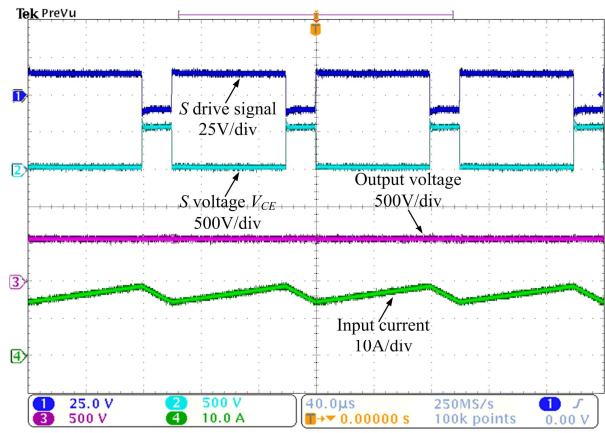 Tek PreVu
T
1
S drive signal
25V/div
2
S voltage VCE
500V/div
Output voltage
500V/div
3
Input current
10A/div
4
1 25.0 V 2 500 V
3 500 V 4 10.0 A
40.0µs 250MS/s 1
T 0.00000 s 100k points 0.00 V